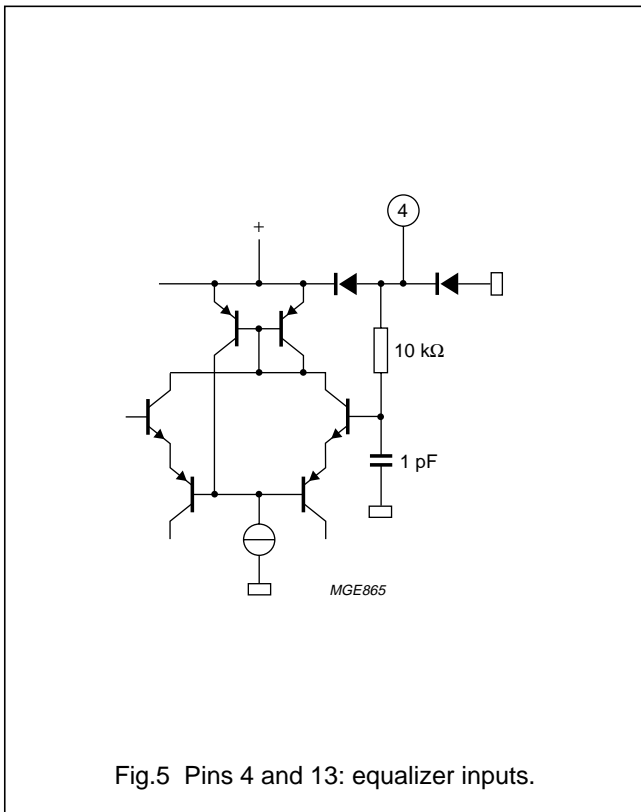 4
+
10 kΩ
1 pF
MGE865
Fig.5 Pins 4 and 13: equalizer inputs.